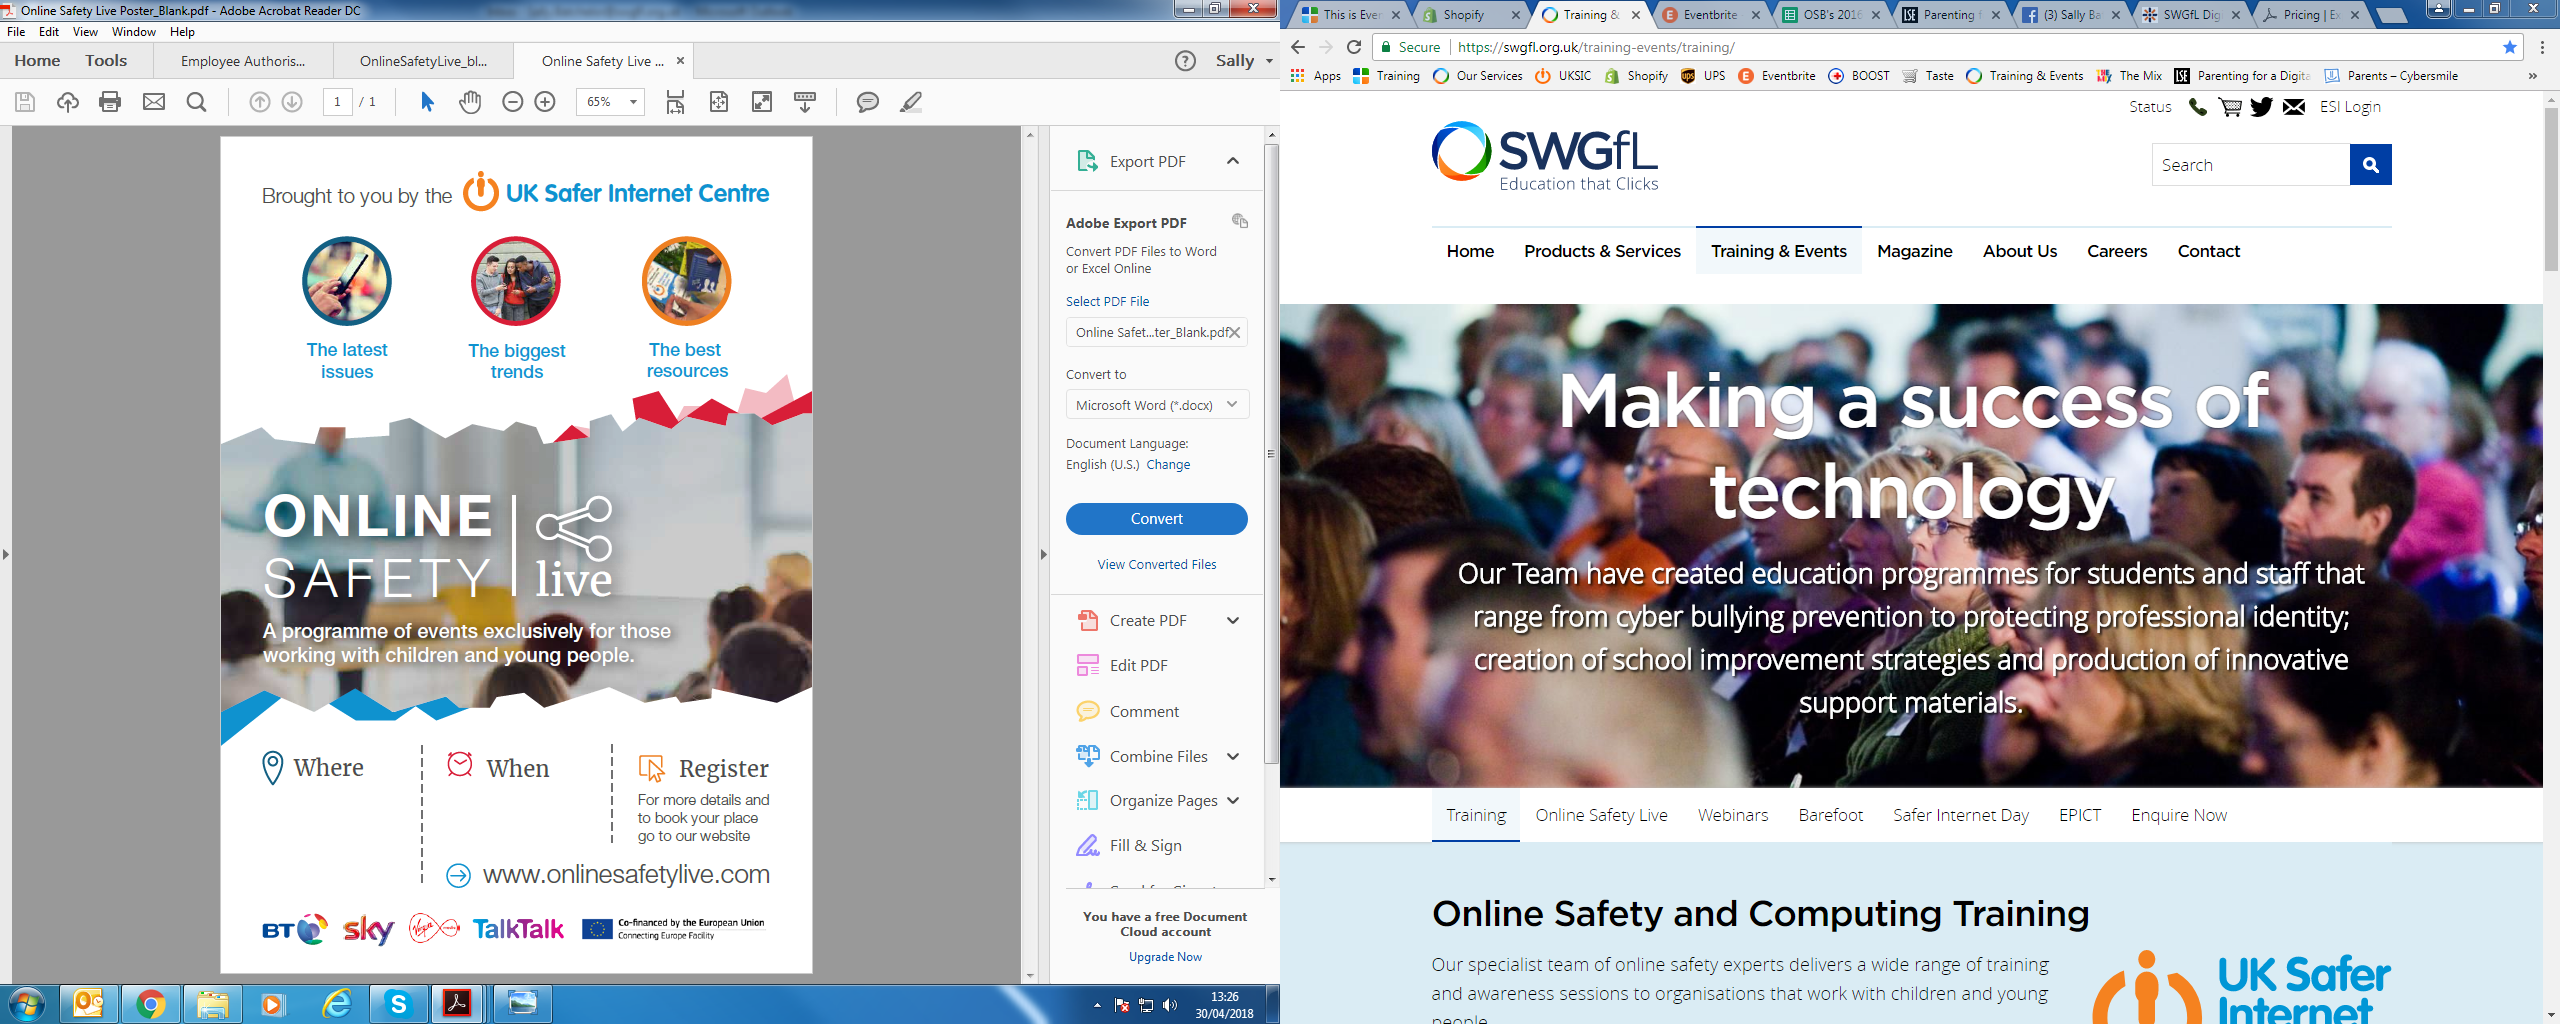 Online Safety Live Poster_Blank.pdf - Adobe Acrobat Reader DC
File Edit View Window Help
Home Tools Employee Authoris... OnlineSafetyLive_bl... Online Safety Live ... Sally
1 / 1 65%
Brought to you by the UK Safer Internet Centre
The latest
issues
The biggest
trends
The best
resources
ONLINE
SAFETY live
A programme of events exclusively for those
working with children and young people.
Where
When
Register
For more details and
to book your place
go to our website
www.onlinesafetylive.com
BT sky Virgin media TalkTalk
Co-financed by the European Union
Connecting Europe Facility
Export PDF
Adobe Export PDF
Convert PDF Files to Word
or Excel Online
Select PDF File
Online Safet...ter_Blank.pdf
Convert to
Microsoft Word (*.docx)
Document Language:
English (U.S.) Change
Convert
View Converted Files
Create PDF
Edit PDF
Comment
Combine Files
Organize Pages
Fill & Sign
You have a free Document
Cloud account
Upgrade Now
13:26
30/04/2018
This is Ever Shopify Training & Eventbrite OSB's 2016 Parenting f (3) Sally Ba SWGfL Dig Pricing | Ex
Secure https://swgfl.org.uk/training-events/training/
Apps Training Our Services UKSIC Shopify UPS Eventbrite BOOST Taste Training & Events The Mix Parenting for a Digita Parents – Cybersmile
Status ESI Login
SWGfL
Education that Clicks
Search
Home Products & Services Training & Events Magazine About Us Careers Contact
Making a success of
technology
Our Team have created education programmes for students and staff that
range from cyber bullying prevention to protecting professional identity;
creation of school improvement strategies and production of innovative
support materials.
Training Online Safety Live Webinars Barefoot Safer Internet Day EPICT Enquire Now
Online Safety and Computing Training
Our specialist team of online safety experts delivers a wide range of training
and awareness sessions to organisations that work with children and young
people
UK Safer
Internet